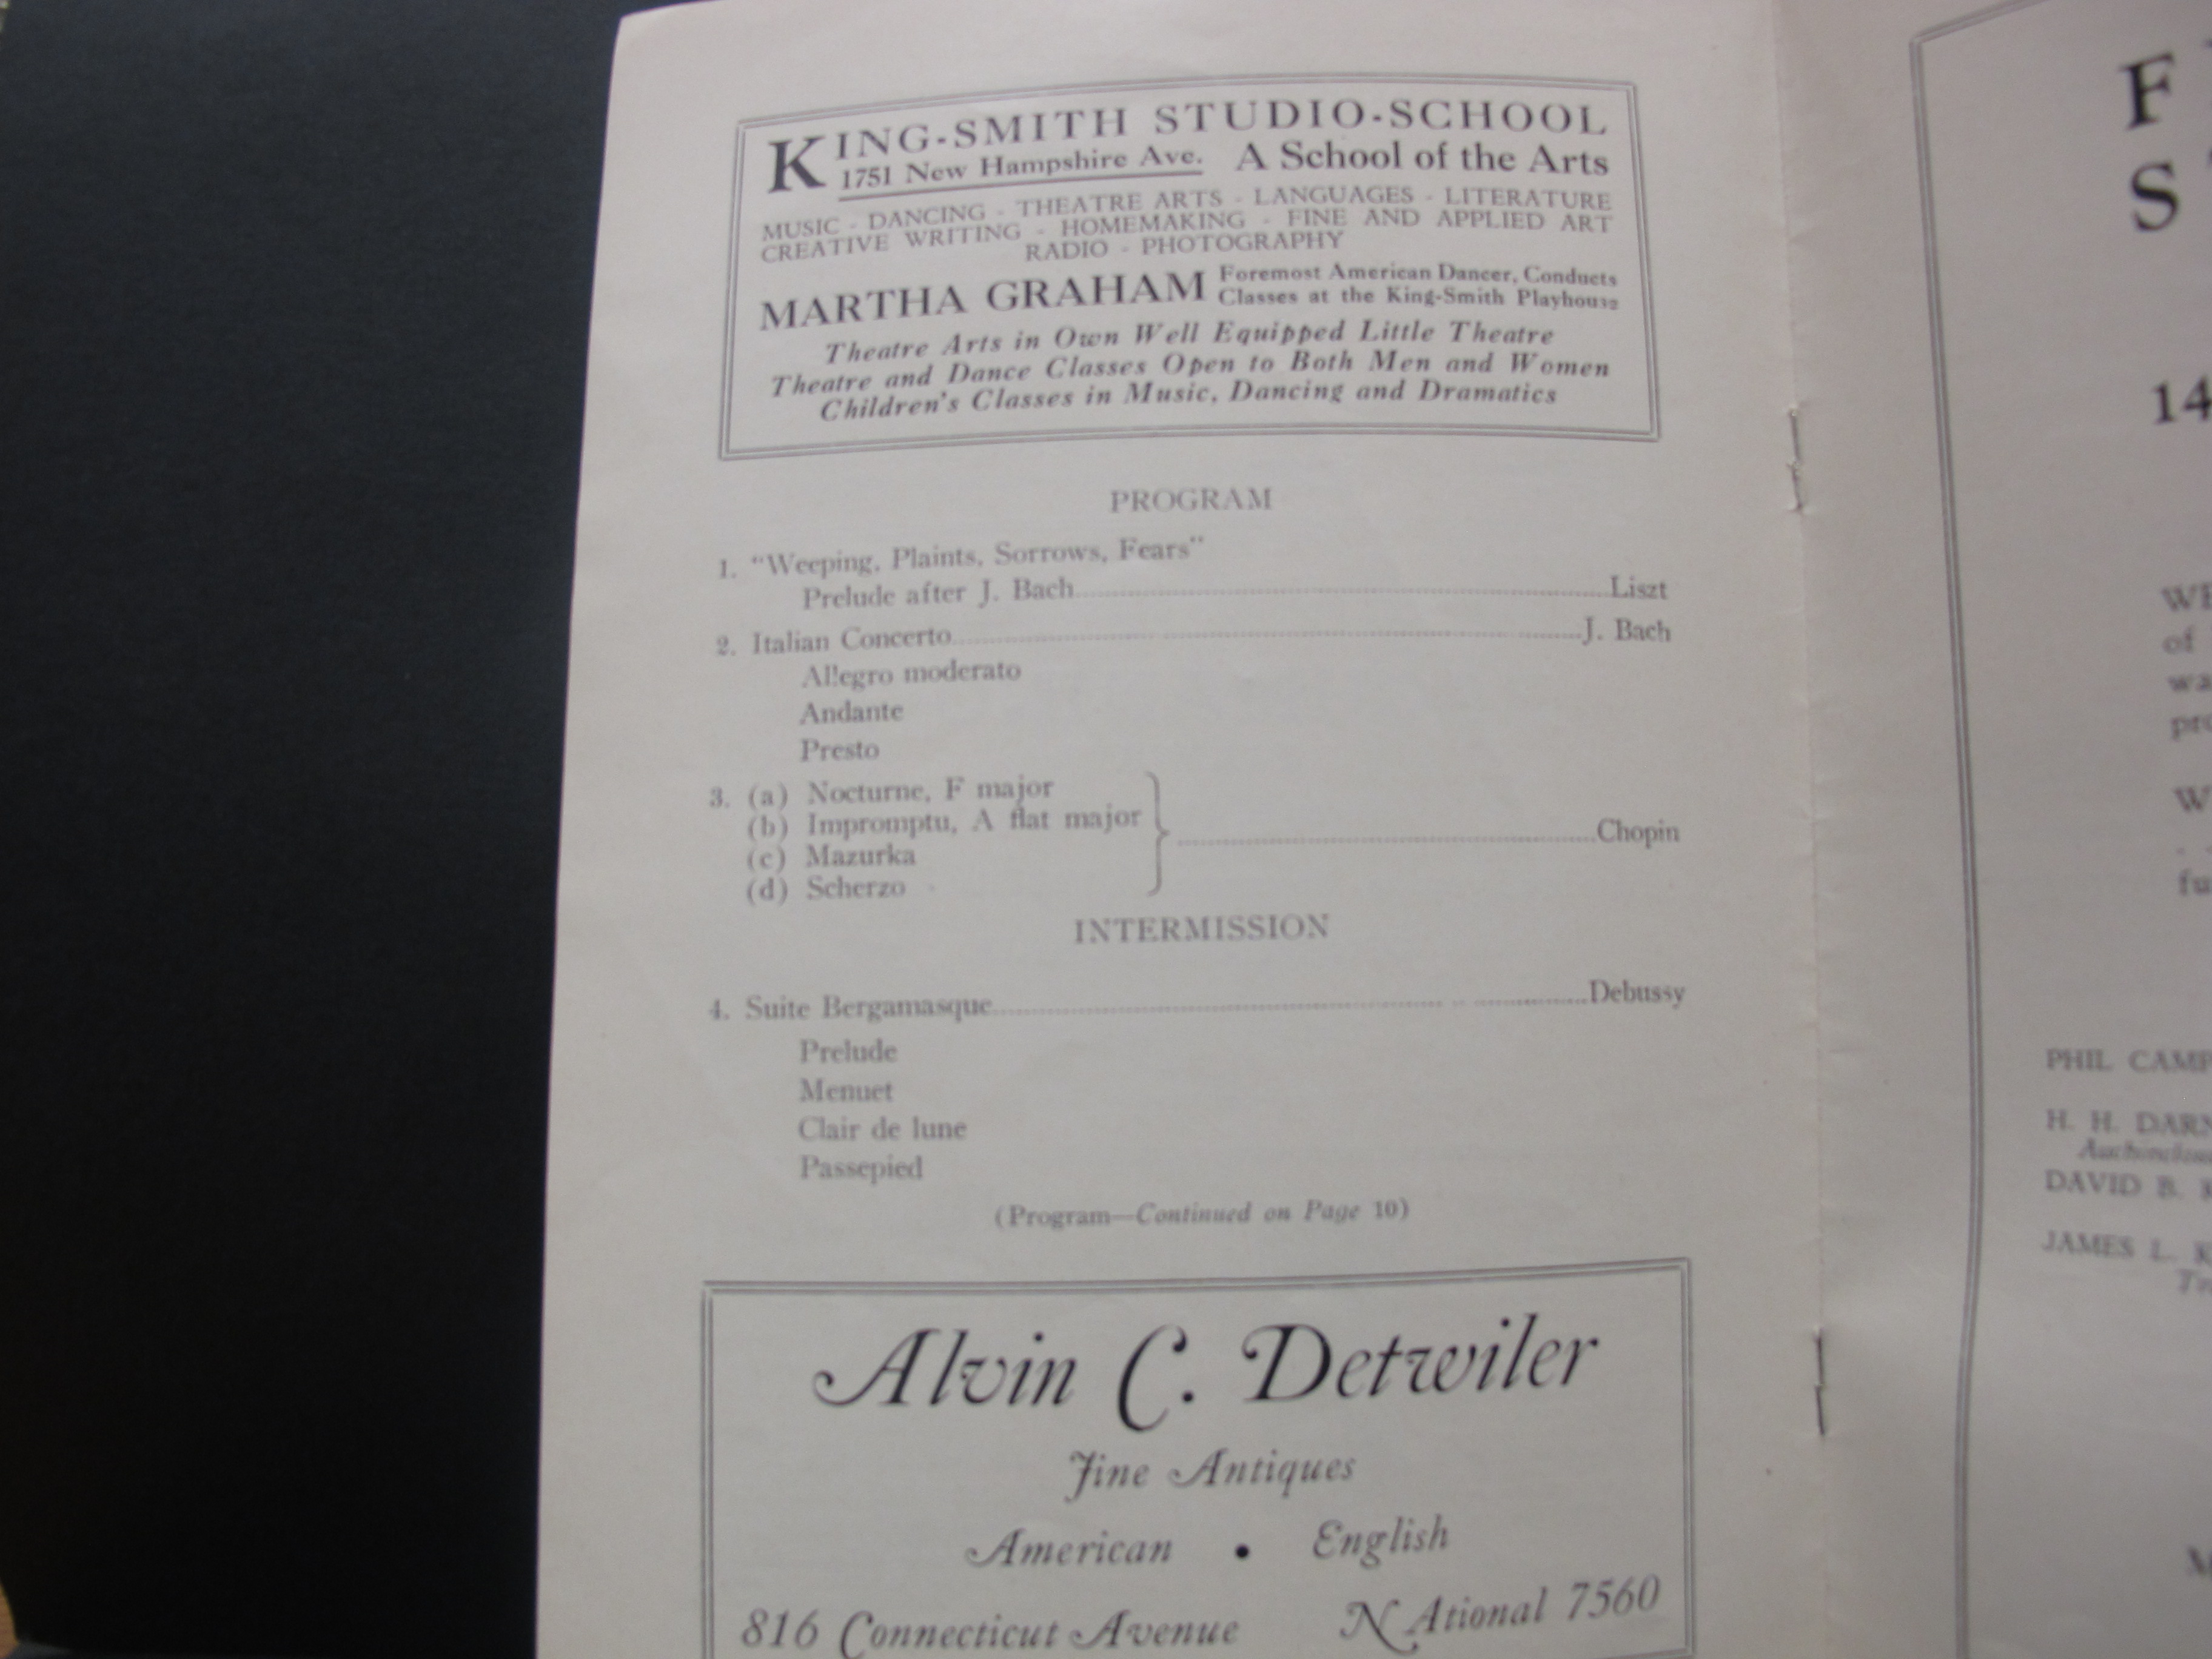 KING-SMITH STUDIO-SCHOOL
1751 New Hampshire Ave. A School of the Arts
MUSIC - DANCING - THEATRE ARTS - LANGUAGES - LITERATURE
CREATIVE WRITING - HOMEMAKING - FINE AND APPLIED ART
RADIO - PHOTOGRAPHY
MARTHA GRAHAM Foremost American Dancer, Conducts
Classes at the King-Smith Playhouse
Theatre Arts in Own Well Equipped Little Theatre
Theatre and Dance Classes Open to Both Men and Women
Children's Classes in Music, Dancing and Dramatics
PROGRAM
1. "Weeping, Plaints, Sorrows, Fears"
Prelude after J. Bach Liszt
2. Italian Concerto J. Bach
Allegro moderato
Andante
Presto
3. (a) Nocturne, F major
(b) Impromptu, A flat major
(c) Mazurka
(d) Scherzo
Chopin
INTERMISSION
4. Suite Bergamasque Debussy
Prelude
Menuet
Clair de lune
Passepied
(Program—Continued on Page 10)
Alvin C. Detwiler
Fine Antiques
American • English
816 Connecticut Avenue NAtional 7560
F
S
14
of
PHIL
H. H.
DAVID B.
JAMES L.